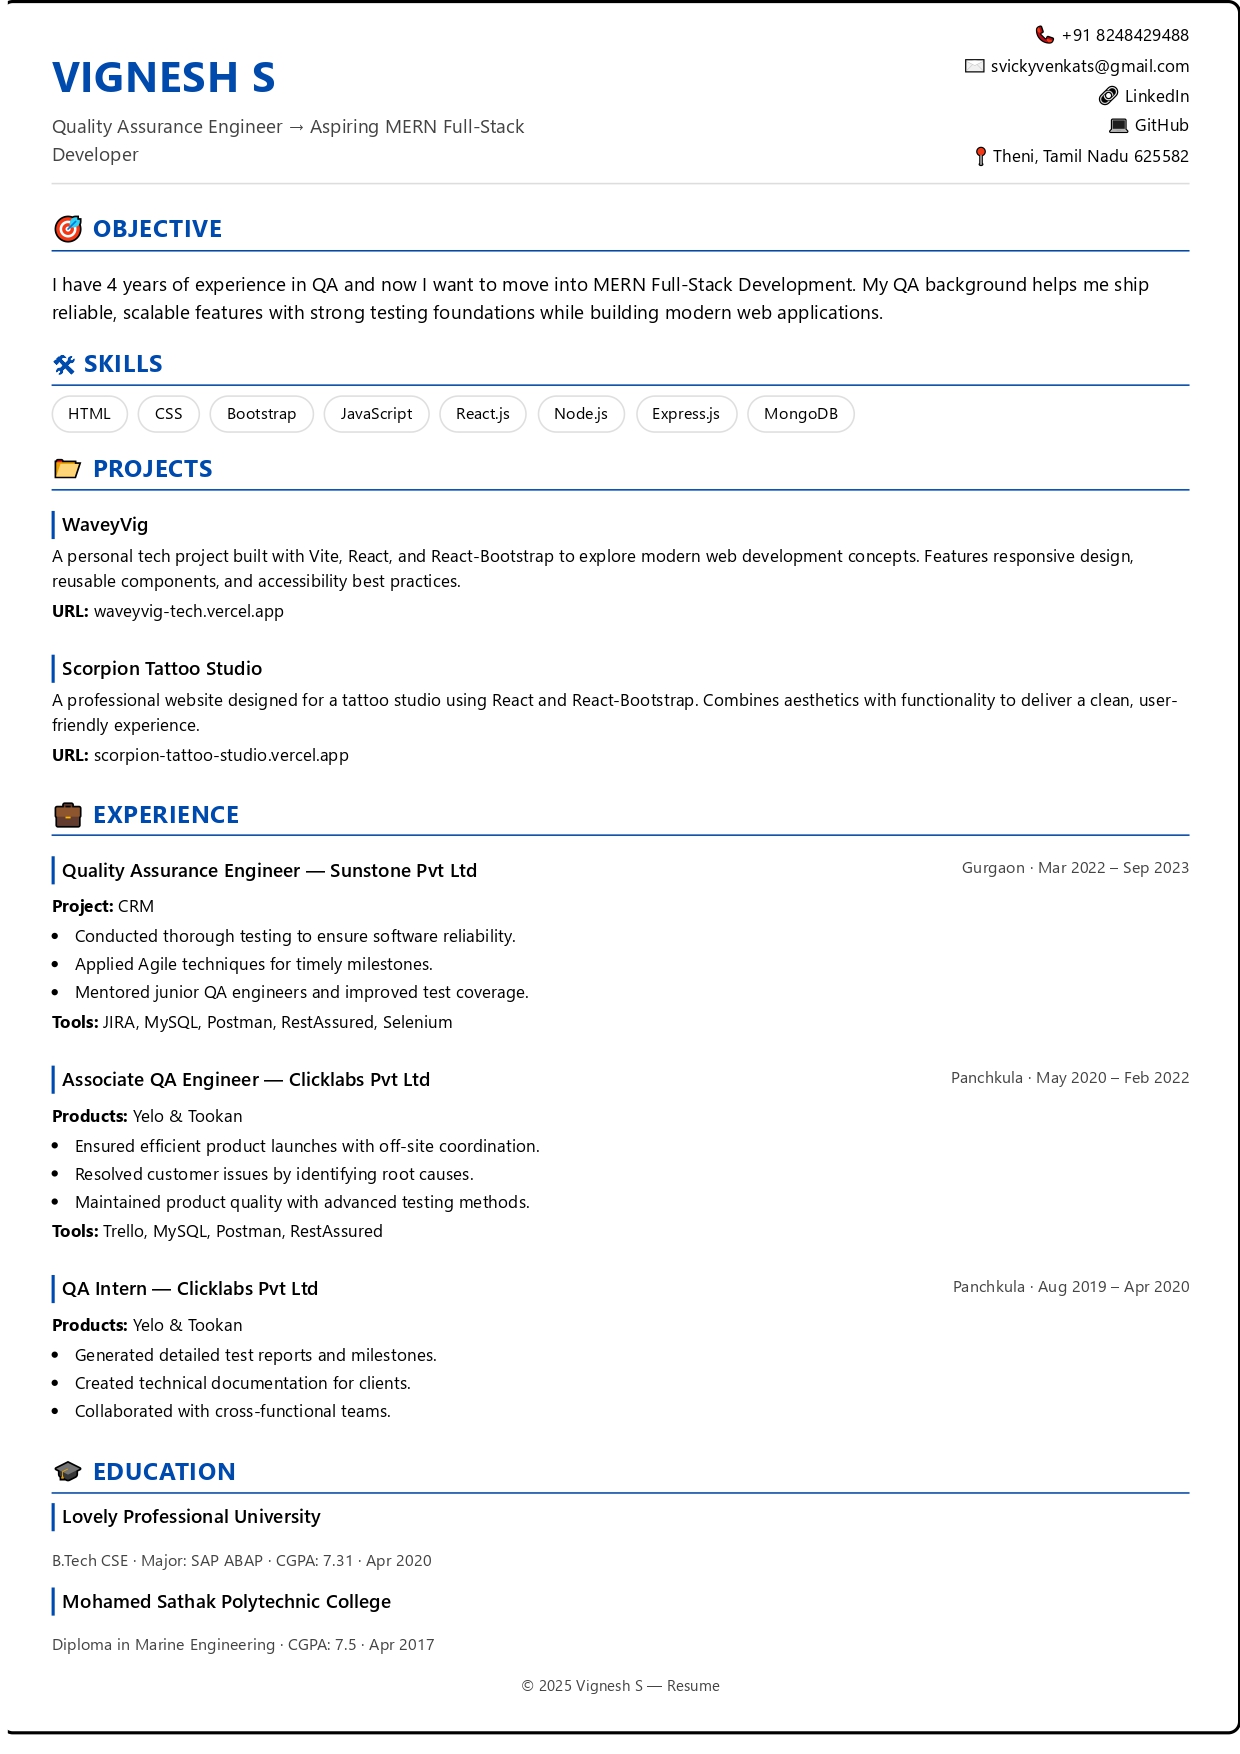 VIGNESH S
Quality Assurance Engineer → Aspiring MERN Full-Stack
Developer
+91 8248429488
svickyvenkats@gmail.com
LinkedIn
GitHub
Theni, Tamil Nadu 625582
OBJECTIVE
I have 4 years of experience in QA and now I want to move into MERN Full-Stack Development. My QA background helps me ship
reliable, scalable features with strong testing foundations while building modern web applications.
SKILLS
HTML CSS Bootstrap JavaScript React.js Node.js Express.js MongoDB
PROJECTS
WaveyVig
A personal tech project built with Vite, React, and React-Bootstrap to explore modern web development concepts. Features responsive design,
reusable components, and accessibility best practices.
URL: waveyvig-tech.vercel.app
Scorpion Tattoo Studio
A professional website designed for a tattoo studio using React and React-Bootstrap. Combines aesthetics with functionality to deliver a clean, user-
friendly experience.
URL: scorpion-tattoo-studio.vercel.app
EXPERIENCE
Quality Assurance Engineer — Sunstone Pvt Ltd Gurgaon · Mar 2022 – Sep 2023
Project: CRM
• Conducted thorough testing to ensure software reliability.
• Applied Agile techniques for timely milestones.
• Mentored junior QA engineers and improved test coverage.
Tools: JIRA, MySQL, Postman, RestAssured, Selenium
Associate QA Engineer — Clicklabs Pvt Ltd Panchkula · May 2020 – Feb 2022
Products: Yelo & Tookan
• Ensured efficient product launches with off-site coordination.
• Resolved customer issues by identifying root causes.
• Maintained product quality with advanced testing methods.
Tools: Trello, MySQL, Postman, RestAssured
QA Intern — Clicklabs Pvt Ltd Panchkula · Aug 2019 – Apr 2020
Products: Yelo & Tookan
• Generated detailed test reports and milestones.
• Created technical documentation for clients.
• Collaborated with cross-functional teams.
EDUCATION
Lovely Professional University
B.Tech CSE · Major: SAP ABAP · CGPA: 7.31 · Apr 2020
Mohamed Sathak Polytechnic College
Diploma in Marine Engineering · CGPA: 7.5 · Apr 2017
© 2025 Vignesh S — Resume